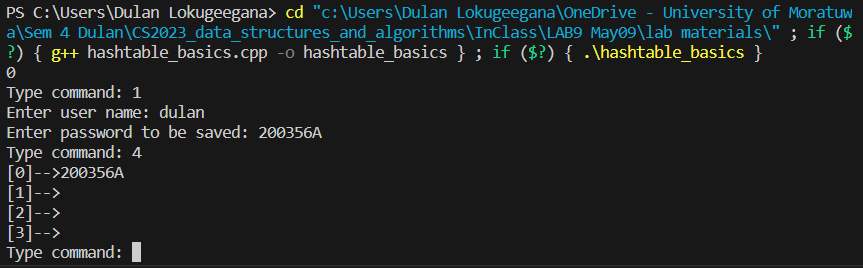 PS C:\Users\Dulan Lokugeegana> cd "c:\Users\Dulan Lokugeegana\OneDrive - University of Moratuw
a\Sem 4 Dulan\CS2023_data_structures_and_algorithms\InClass\LAB9 May09\lab materials\" ; if ($
?) { g++ hashtable_basics.cpp -o hashtable_basics } ; if ($?) { .\hashtable_basics }
0
Type command: 1
Enter user name: dulan
Enter password to be saved: 200356A
Type command: 4
[0]-->200356A
[1]-->
[2]-->
[3]-->
Type command: